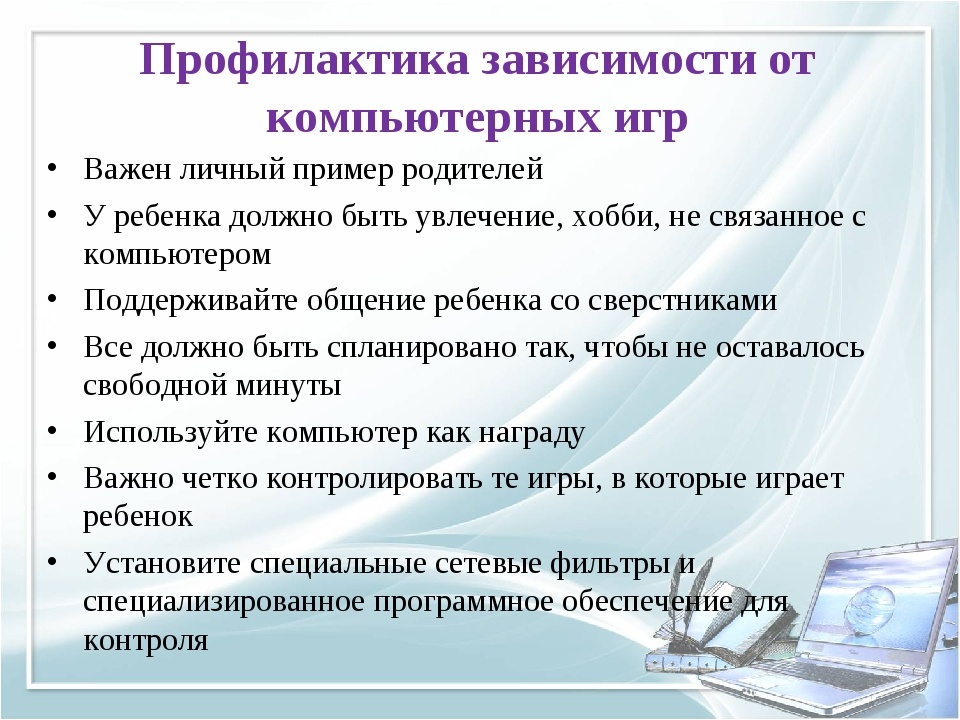 Профилактика зависимости от
компьютерных игр
• Важен личный пример родителей
• У ребенка должно быть увлечение, хобби, не связанное с
компьютером
• Поддерживайте общение ребенка со сверстниками
• Все должно быть спланировано так, чтобы не оставалось
свободной минуты
• Используйте компьютер как награду
• Важно четко контролировать те игры, в которые играет
ребенок
• Установите специальные сетевые фильтры и
специализированное программное обеспечение для
контроля